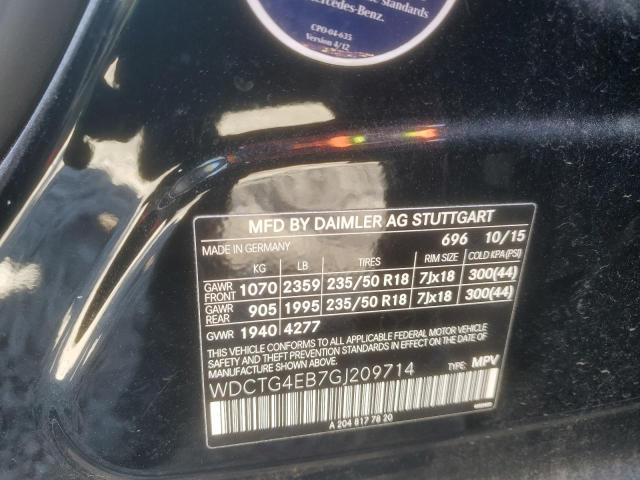 standards
Mercedes-Benz.
CPO-04-635
Version 4/12
MFD BY DAIMLER AG STUTTGART
MADE IN GERMANY 696 10/15
KG LB TIRES RIM SIZE COLD KPA(PSI)
GAWR FRONT 1070 2359 235/50 R18 7Jx18 300(44)
GAWR REAR 905 1995 235/50 R18 7Jx18 300(44)
GVWR 1940 4277
THIS VEHICLE CONFORMS TO ALL APPLICABLE FEDERAL MOTOR VEHICLE
SAFETY AND THEFT PREVENTION STANDARDS IN EFFECT ON THE DATE OF
MANUFACTURE SHOWN ABOVE.
WDCTG4EB7GJ209714 TYPE: MPV
A 204 817 78 20